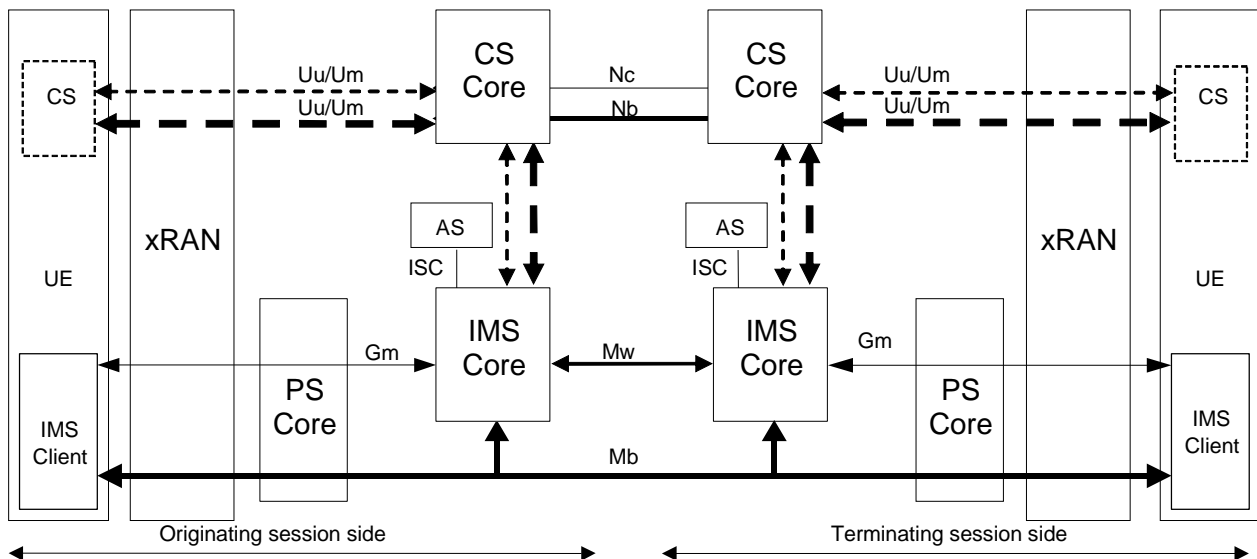 CS
Core
CS
Core
CS
Uu/Um
Nc
Uu/Um
CS
Uu/Um
Nb
Uu/Um
xRAN
AS
AS
xRAN
UE
ISC
ISC
UE
IMS
Core
IMS
Core
Gm
Mw
Gm
PS
Core
PS
Core
IMS
Client
IMS
Client
Mb
Originating session side
Terminating session side